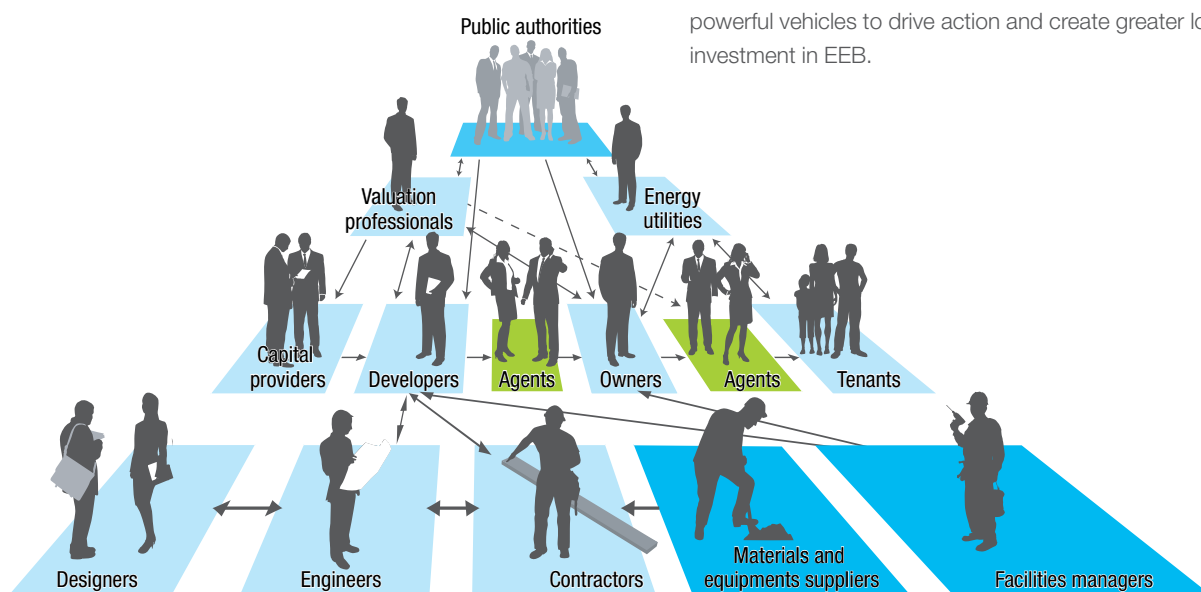 Public authorities
powerful vehicles to drive action and create greater
investment in EEB.
Valuation
professionals
Energy
utilities
Capital
providers
Developers
Agents
Owners
Agents
Tenants
Designers
Engineers
Contractors
Materials and
equipments suppliers
Facilities managers